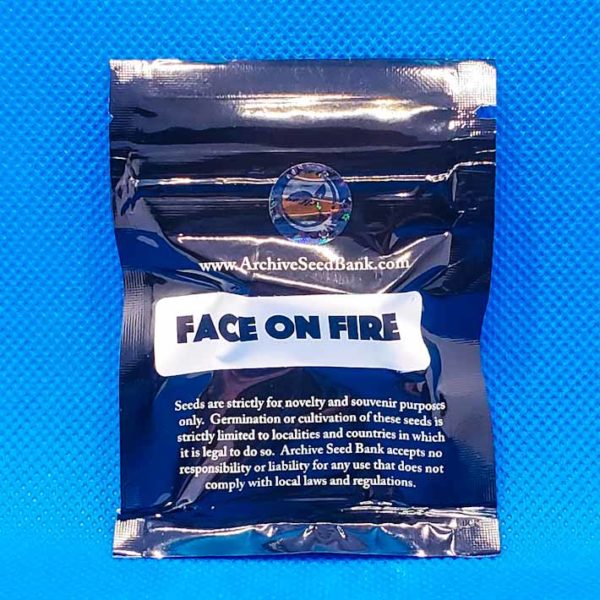 www.ArchiveSeedBank.com
FACE ON FIRE
Seeds are strictly for novelty and souvenir purposes
only. Germination or cultivation of these seeds is
strictly limited to localities and countries in which
it is legal to do so. Archive Seed Bank accepts no
responsibility or liability for any use that does not
comply with local laws and regulations.